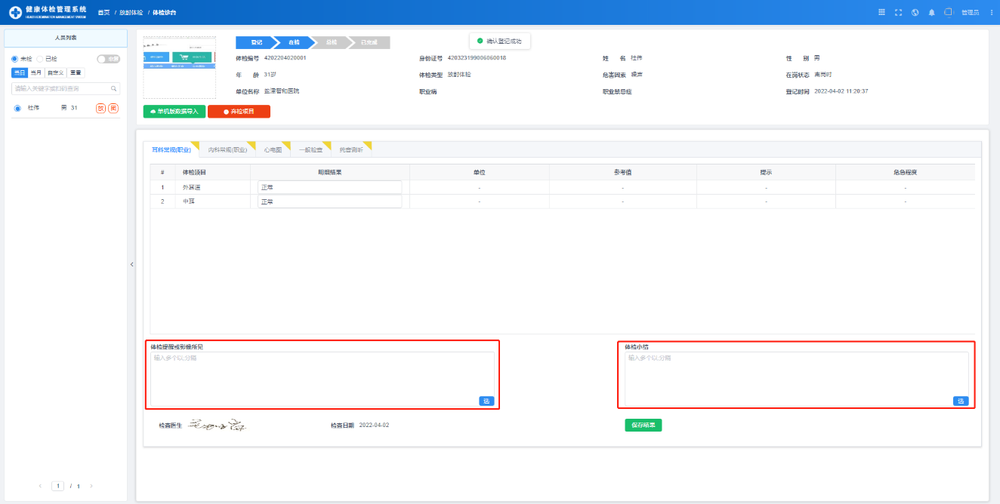 健康体检管理系统
HEALTH EXAMINATION MANAGEMENT SYSTEM
首页 / 放射体检 / 体检诊台
管理员
人员列表
未检 已检
当日 当月 自定义 重置
请输入关键字或扫码查询
杜伟 男 31 放
1 / 1
登记 在检 总检 已完成
确认登记成功
体检编号 4202204020001 身份证号 420323199006060018 姓 名 杜伟 性 别 男
年 龄 31岁 体检类型 放射体检 危害因素 噪声 在岗状态 离岗时
单位名称 盐津智和医院 职业病 职业禁忌症 登记时间 2022-04-02 11:20:37
单机版数据导入 弃检项目
耳科常规(职业) 内科常规(职业) 心电图 一般检查 纯音测听
# 体检项目 明细结果 单位 参考值 提示 危急程度
1 外耳道 正常 - - - -
2 中耳 正常 - - - -
体检提醒或影像所见 体检小结
输入多个以,分隔 输入多个以,分隔
选 选
检查医生 检查日期 2022-04-02 保存结果